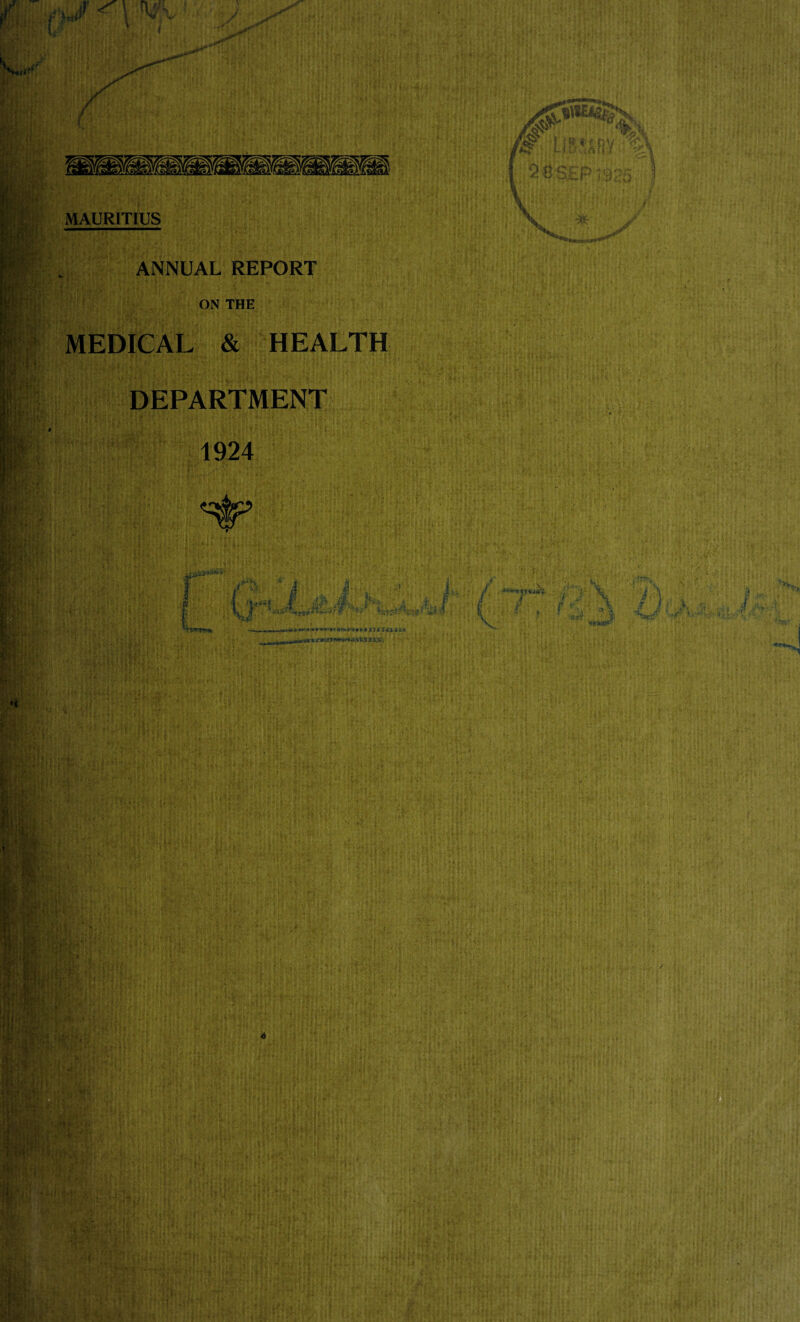 LIBRARY
28 SEP 1925
MAURITIUS
ANNUAL REPORT
ON THE
MEDICAL & HEALTH
DEPARTMENT
1924